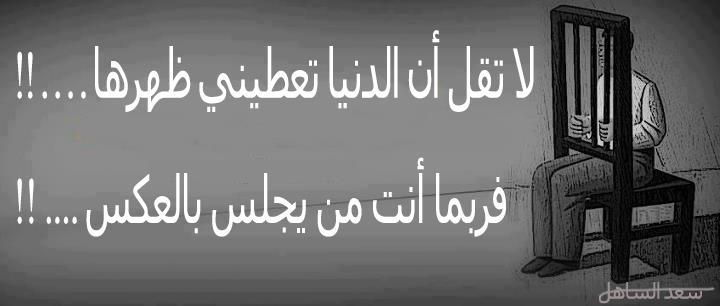 لا تقل أن الدنيا تعطيني ظهرها . . . . !!
فربما أنت من يجلس بالعكس .... !!
سعد الساهل